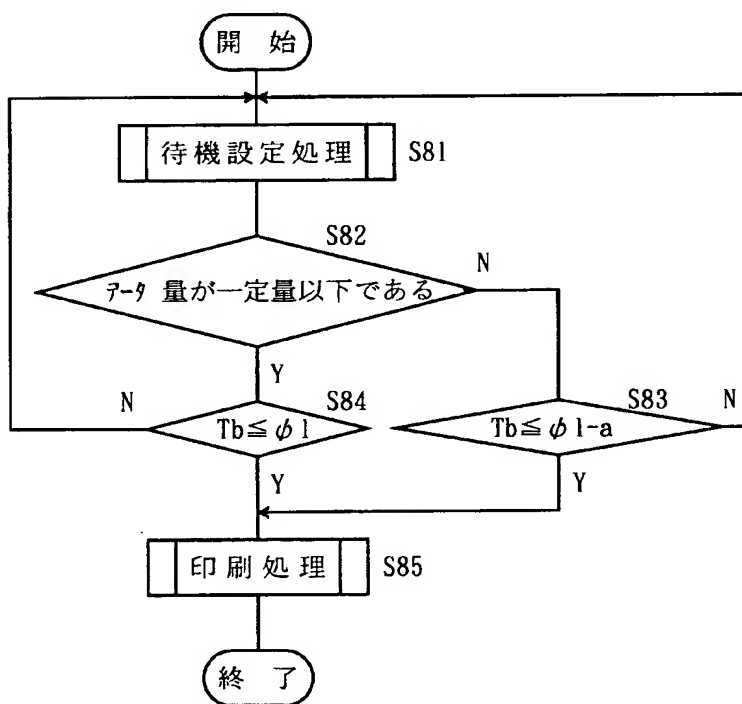 開 始
待機設定処理 S81
S82
N
データ 量が一定量以下である
Y
N S84 S83 N
Tb≦φ1 Tb≦φ1-a
Y Y
印刷処理 S85
終 了